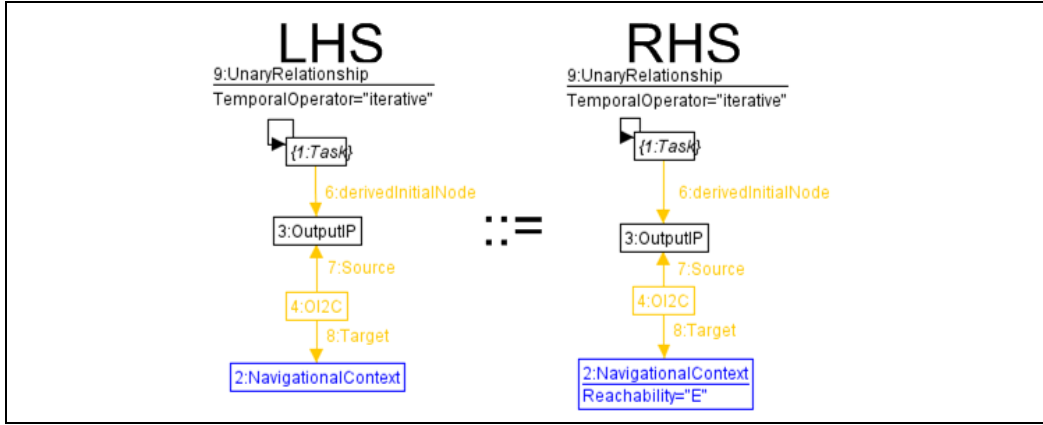 LHS
9:UnaryRelationship
TemporalOperator="iterative"
{1:Task}
6:derivedInitialNode
3:OutputIP
7:Source
4:OI2C
8:Target
2:NavigationalContext
::=
RHS
9:UnaryRelationship
TemporalOperator="iterative"
{1:Task}
6:derivedInitialNode
3:OutputIP
7:Source
4:OI2C
8:Target
2:NavigationalContext
Reachability="E"